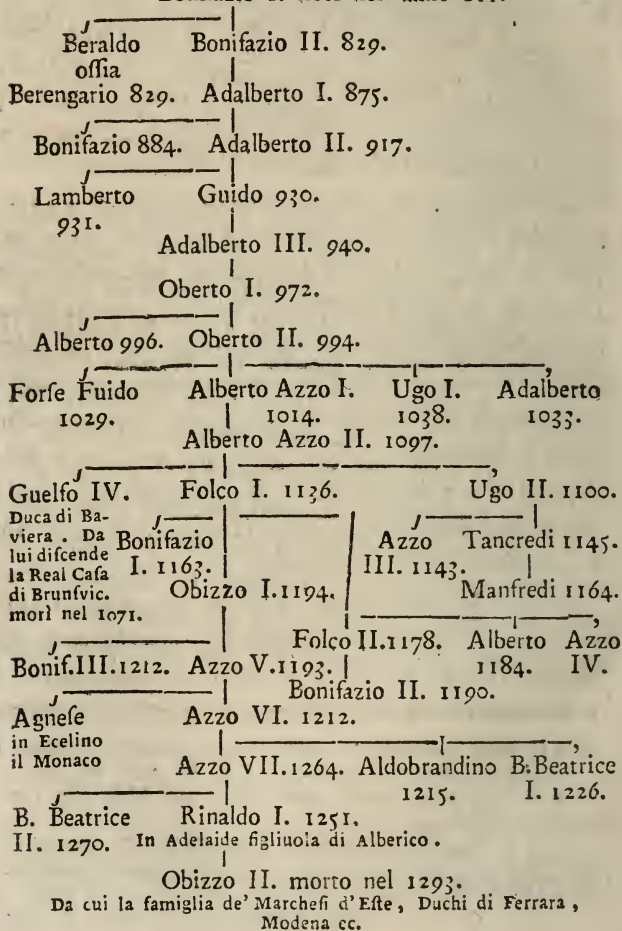 Beraldo Bonifazio II. 829.
oſſia
Berengario 829. Adalberto I. 875.
Bonifazio 884. Adalberto II. 917.
Lamberto Guido 930.
931.
Adalberto III. 940.
Oberto I. 972.
Alberto 996. Oberto II. 994.
Forſe Fuido Alberto Azzo I. Ugo I. Adalberto
1029. 1014. 1038. 1033.
Alberto Azzo II. 1097.
Guelfo IV. Folco I. 1136. Ugo II. 1100.
Duca di Ba-
viera . Da Bonifazio Azzo Tancredi 1145.
lui diſcende I. 1163. III. 1143.
la Real Caſa Obizzo I. 1194. Manfredi 1164.
di Brunſvic.
morì nel 1071.
Folco II. 1178. Alberto Azzo
Bonif. III. 1212. Azzo V. 1193. 1184. IV.
Bonifazio II. 1190.
Agneſe Azzo VI. 1212.
in Ecelino
il Monaco
Azzo VII. 1264. Aldobrandino B. Beatrice
1215. I. 1226.
B. Beatrice Rinaldo I. 1251.
II. 1270. In Adelaide figliuola di Alberico .
Obizzo II. morto nel 1293.
Da cui la famiglia de' Marcheſi d'Eſte , Duchi di Ferrara ,
Modena ec.